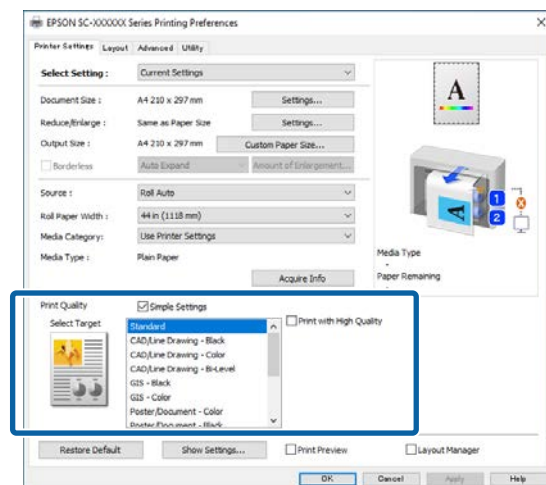 EPSON SC-XXXXXX Series Printing Preferences
Printer Settings Layout Advanced Utility
Select Setting : Current Settings
Document Size : A4 210 x 297 mm Settings...
Reduce/Enlarge : Same as Paper Size Settings...
Output Size : A4 210 x 297 mm Custom Paper Size...
Borderless Auto Expand Amount of Enlargement...
Source : Roll Auto
Roll Paper Width : 44 in (1118 mm)
Media Category: Use Printer Settings
Media Type : Plain Paper
Acquire Info
A
A
1
2
Media Type
-
Paper Remaining
-
Print Quality Simple Settings
Select Target
Standard
CAD/Line Drawing - Black
CAD/Line Drawing - Color
CAD/Line Drawing - Bi-Level
GIS - Black
GIS - Color
Poster/Document - Color
Poster/Document - Black
Print with High Quality
Restore Default Show Settings... Print Preview Layout Manager
OK Cancel Apply Help